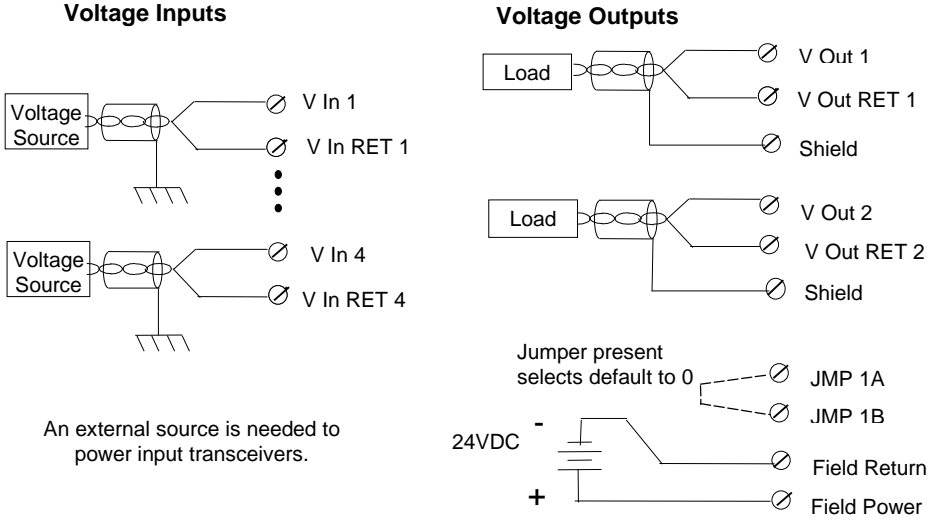 Voltage Inputs
Voltage
Source
V In 1
V In RET 1
Voltage
Source
V In 4
V In RET 4
An external source is needed to
power input transceivers.
Voltage Outputs
Load
V Out 1
V Out RET 1
Shield
Load
V Out 2
V Out RET 2
Shield
Jumper present
selects default to 0
JMP 1A
JMP 1B
-
24VDC
+
Field Return
Field Power